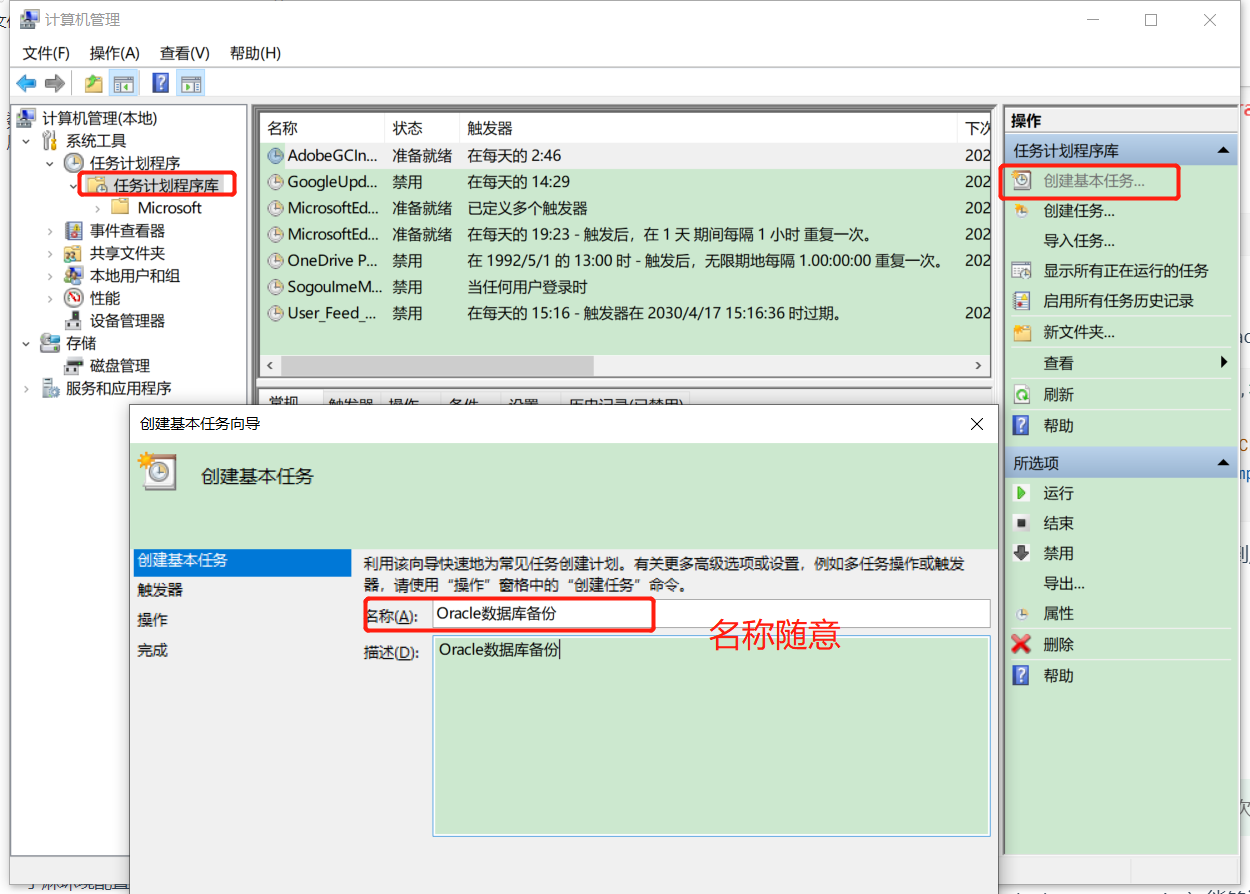 计算机管理
文件(F) 操作(A) 查看(V) 帮助(H)
计算机管理(本地)
系统工具
任务计划程序
任务计划程序库
Microsoft
事件查看器
共享文件夹
本地用户和组
性能
设备管理器
存储
磁盘管理
服务和应用程序
名称 状态 触发器 下次
AdobeGCIn... 准备就绪 在每天的 2:46 202
GoogleUpd... 禁用 在每天的 14:29 202
MicrosoftEd... 准备就绪 已定义多个触发器 202
MicrosoftEd... 准备就绪 在每天的 19:23 - 触发后，在 1 天 期间每隔 1 小时 重复一次。 202
OneDrive P... 禁用 在 1992/5/1 的 13:00 时 - 触发后，无限期地每隔 1.00:00:00 重复一次。 202
SogouImeM... 禁用 当任何用户登录时
User_Feed_... 禁用 在每天的 15:16 - 触发器在 2030/4/17 15:16:36 时过期。 202
常规 触发器 操作 条件 设置 历史记录(已禁用)
操作
任务计划程序库
创建基本任务...
创建任务...
导入任务...
显示所有正在运行的任务
启用所有任务历史记录
新文件夹...
查看
刷新
帮助
所选项
运行
结束
禁用
导出...
属性
删除
帮助
创建基本任务向导
创建基本任务
创建基本任务
触发器
操作
完成
利用该向导快速地为常见任务创建计划。有关更多高级选项或设置，例如多任务操作或触发
器，请使用“操作”窗格中的“创建任务”命令。
名称(A): Oracle数据库备份
名称随意
描述(D): Oracle数据库备份